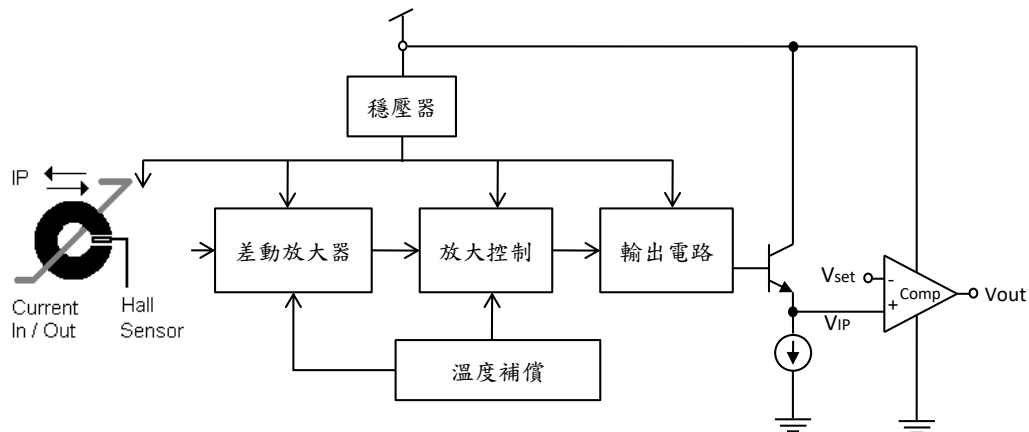 穩壓器
IP
差動放大器
放大控制
輸出電路
Vset
-
Comp
+
Vout
VIP
Current
In / Out
Hall
Sensor
溫度補償